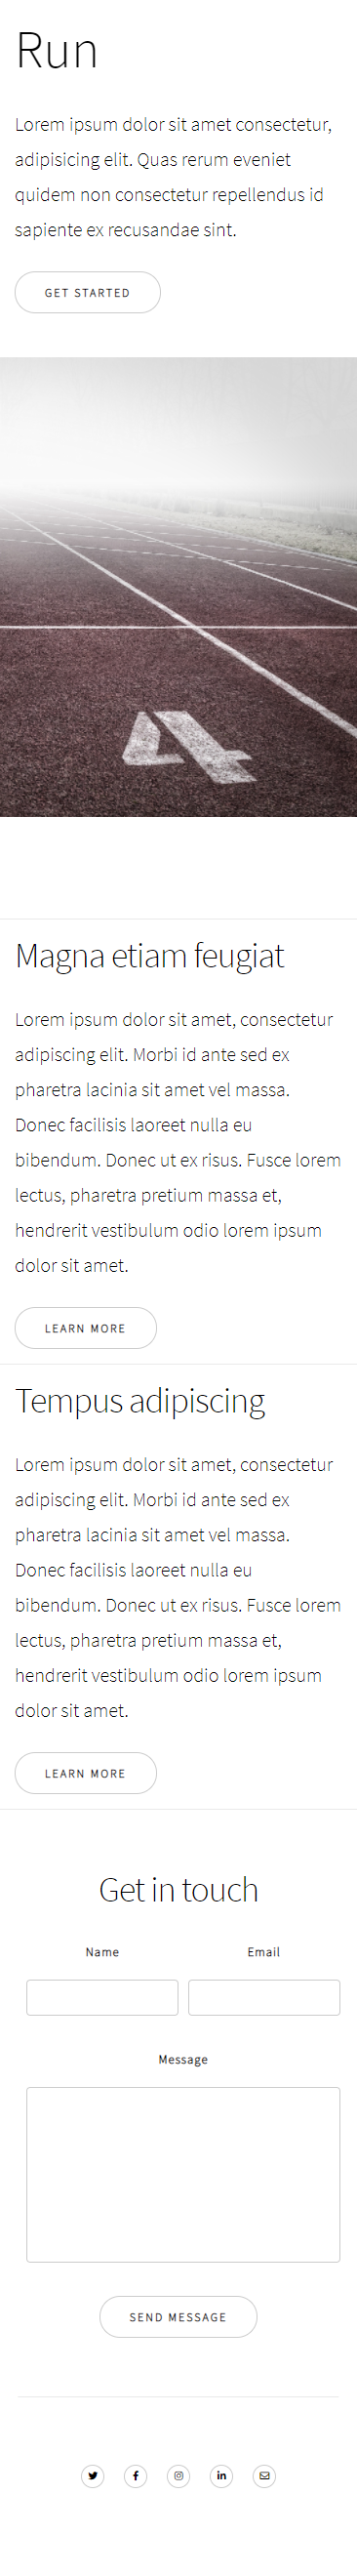 Run
Lorem ipsum dolor sit amet consectetur,
adipisicing elit. Quas rerum eveniet
quidem non consectetur repellendus id
sapiente ex recusandae sint.
GET STARTED
4
Magna etiam feugiat
Lorem ipsum dolor sit amet, consectetur
adipiscing elit. Morbi id ante sed ex
pharetra lacinia sit amet vel massa.
Donec facilisis laoreet nulla eu
bibendum. Donec ut ex risus. Fusce lorem
lectus, pharetra pretium massa et,
hendrerit vestibulum odio lorem ipsum
dolor sit amet.
LEARN MORE
Tempus adipiscing
Lorem ipsum dolor sit amet, consectetur
adipiscing elit. Morbi id ante sed ex
pharetra lacinia sit amet vel massa.
Donec facilisis laoreet nulla eu
bibendum. Donec ut ex risus. Fusce lorem
lectus, pharetra pretium massa et,
hendrerit vestibulum odio lorem ipsum
dolor sit amet.
LEARN MORE
Get in touch
Name Email
Message
SEND MESSAGE